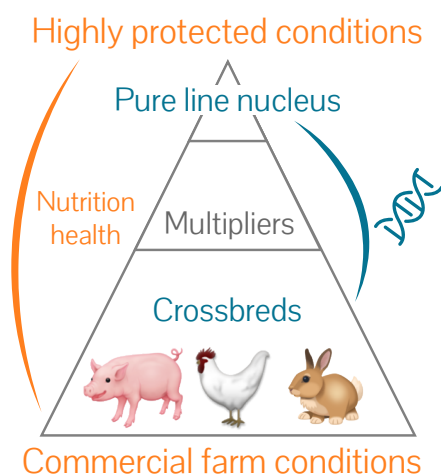 Highly protected conditions
Pure line nucleus
Nutrition
health
Multipliers
Crossbreds
Commercial farm conditions